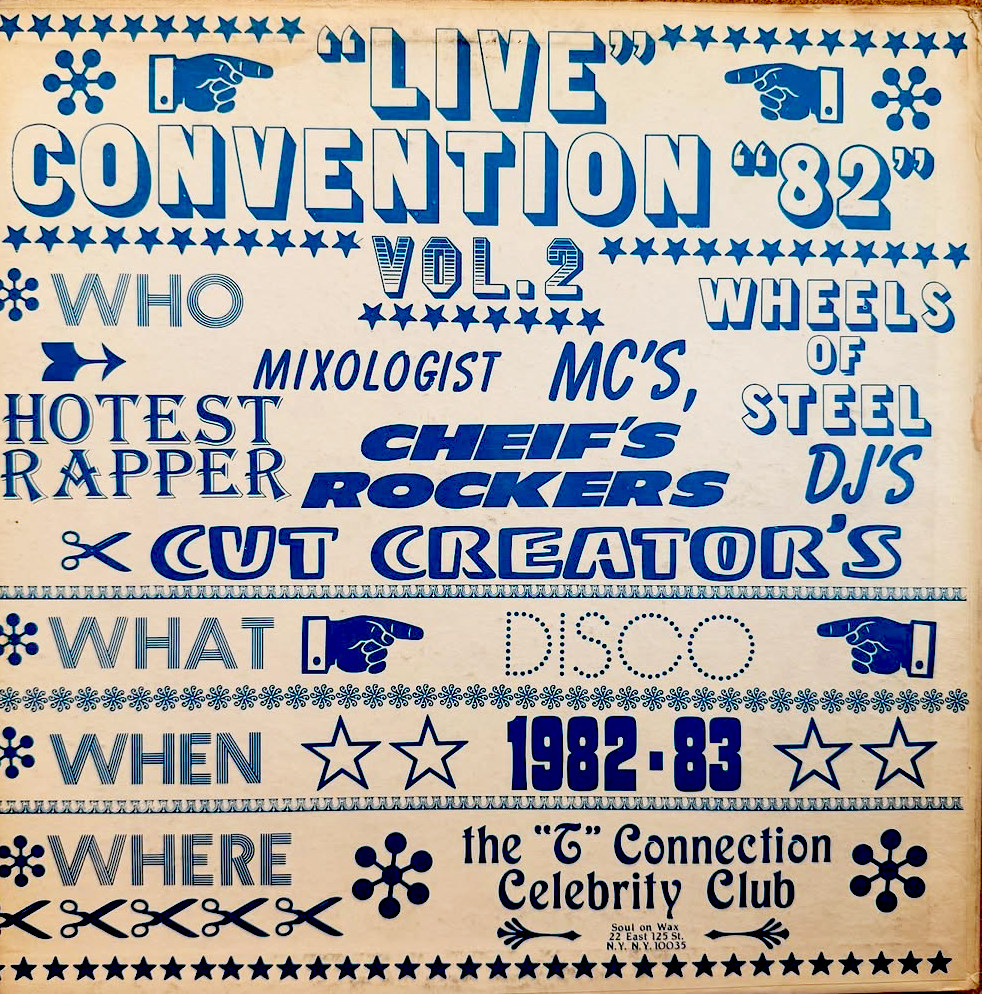 “LIVE”
CONVENTION “82”
VOL.2
WHO
WHEELS
OF
STEEL
DJ'S
MIXOLOGIST MC'S,
HOTEST
RAPPER
CHEIF'S
ROCKERS
CUT CREATOR'S
WHAT DISCO
WHEN 1982-83
WHERE the “T” Connection
Celebrity Club
Soul on Wax
22 East 125 St.
N.Y. N.Y. 10035